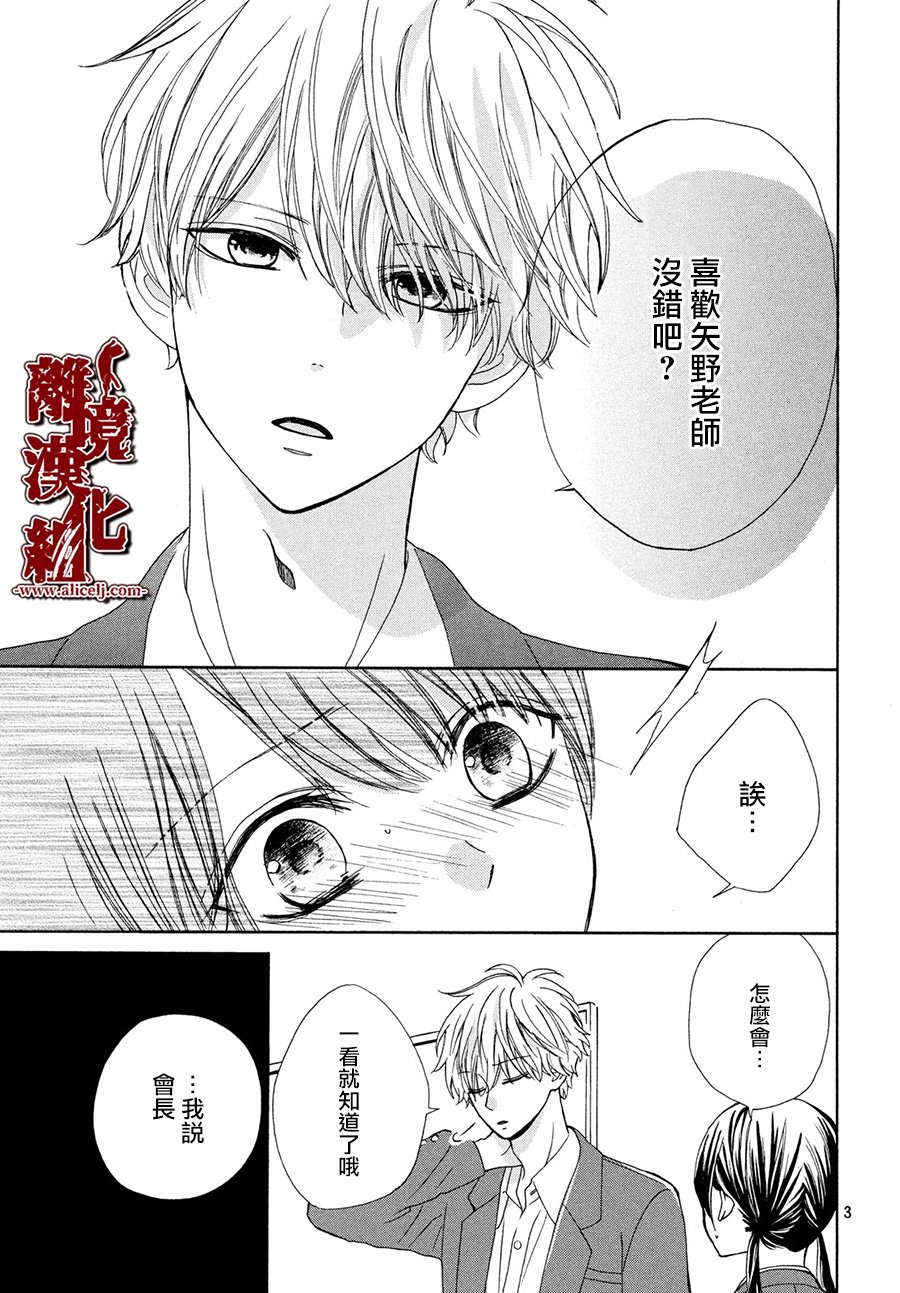 喜歡矢野老師
沒錯吧？
誒…
怎麼會…
一看就知道了哦
…我説
會長
離境
漢化
組
-www.alicelj.com-
3